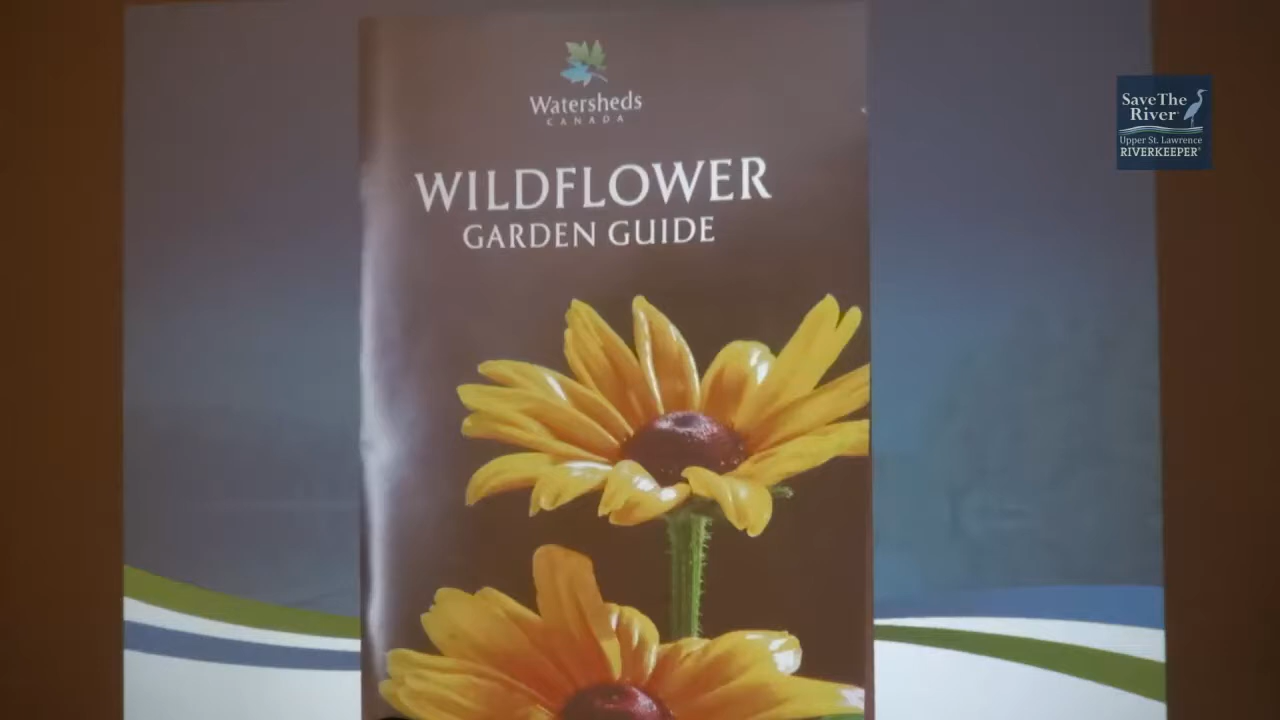 Watersheds
CANADA
WILDFLOWER
GARDEN GUIDE
Save The
River
Upper St. Lawrence
RIVERKEEPER®